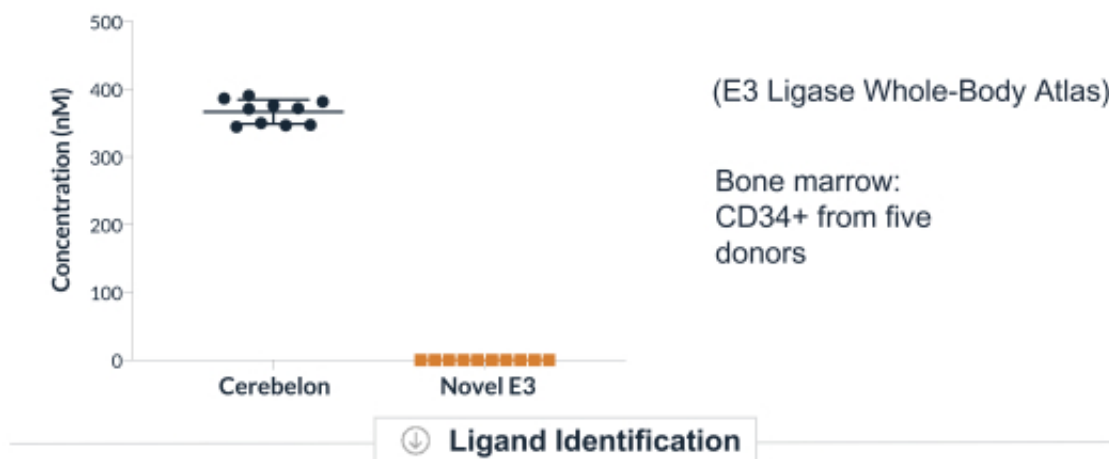 500
400
300
200
100
0
Concentration (nM)
Cerebelon
Novel E3
(E3 Ligase Whole-Body Atlas)
Bone marrow:
CD34+ from five
donors
Ligand Identification